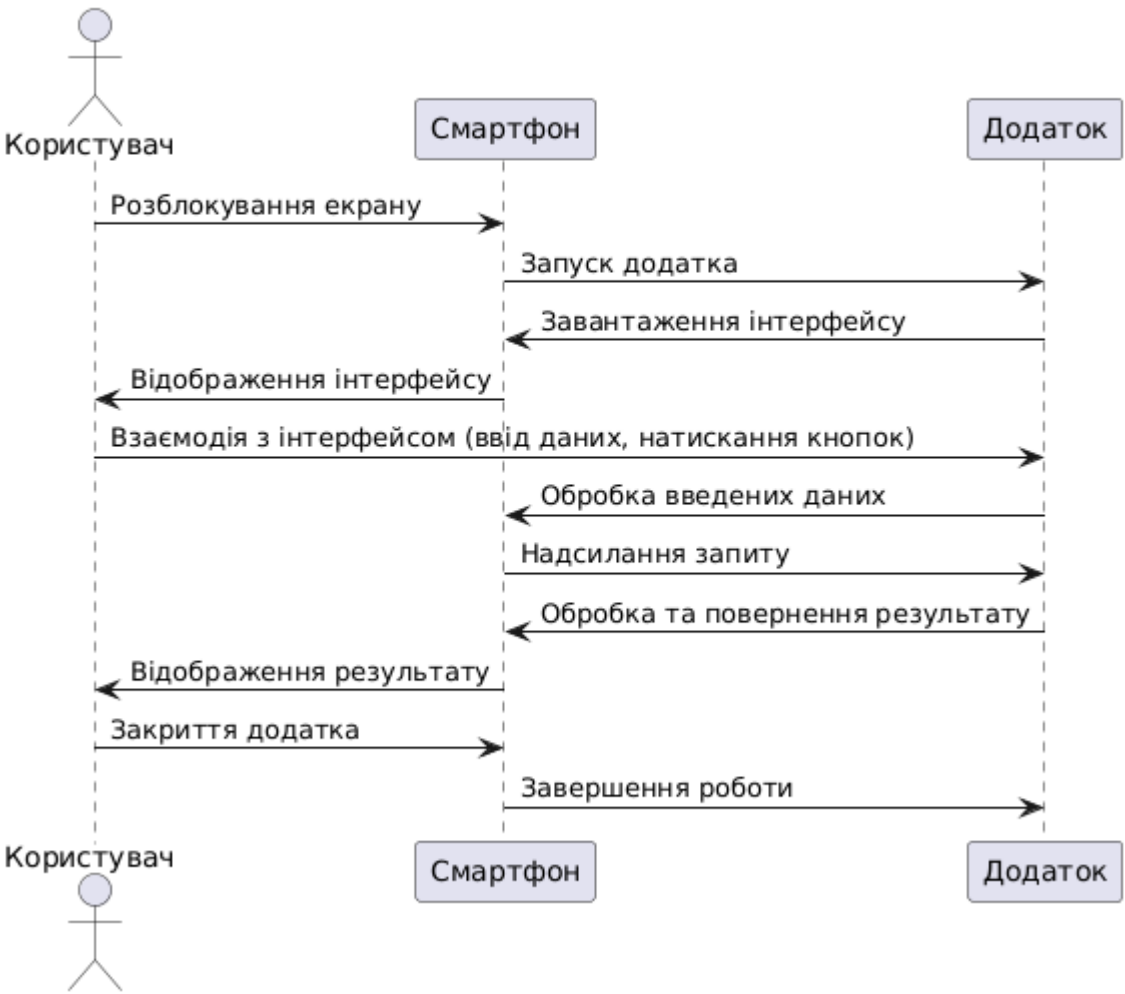 Користувач
Смартфон
Додаток
Розблокування екрану
Запуск додатка
Завантаження інтерфейсу
Відображення інтерфейсу
Взаємодія з інтерфейсом (ввід даних, натискання кнопок)
Обробка введених даних
Надсилання запиту
Обробка та повернення результату
Відображення результату
Закриття додатка
Завершення роботи
Користувач
Смартфон
Додаток